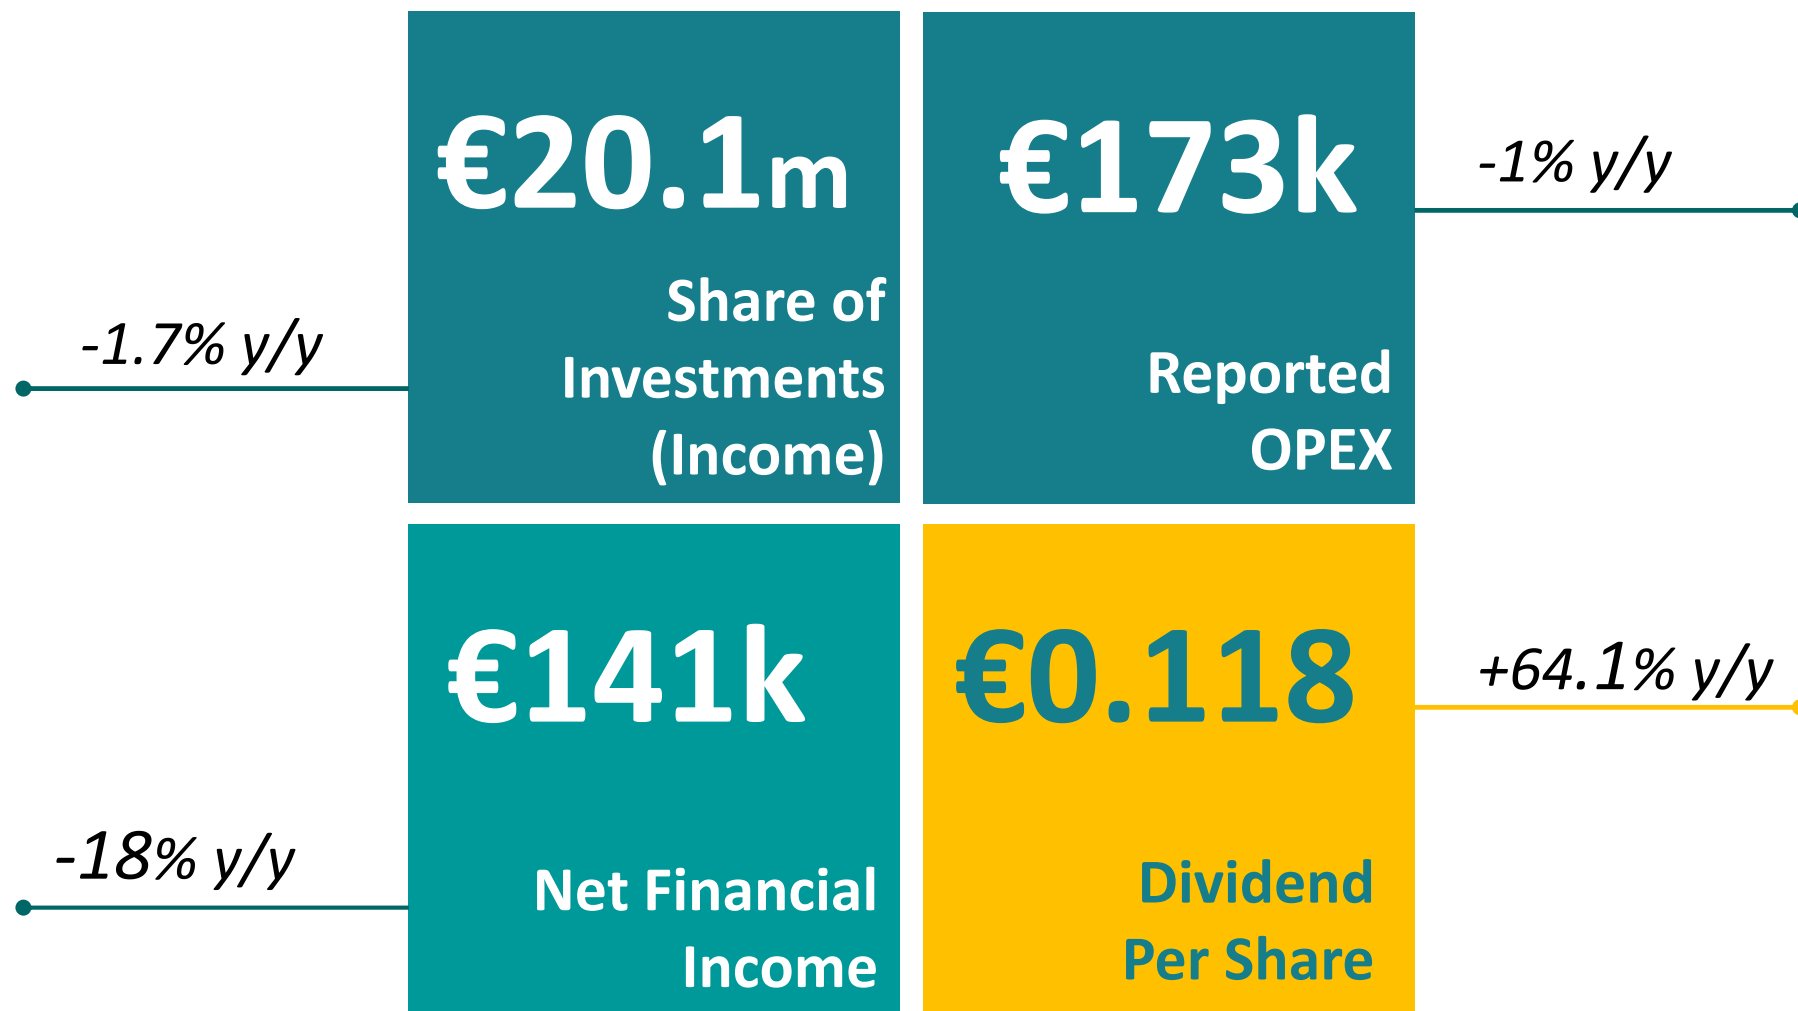 €20.1m
Share of
Investments
(Income)
-1.7% y/y
€173k
Reported
OPEX
-1% y/y
€141k
Net Financial
Income
-18% y/y
€0.118
Dividend
Per Share
+64.1% y/y